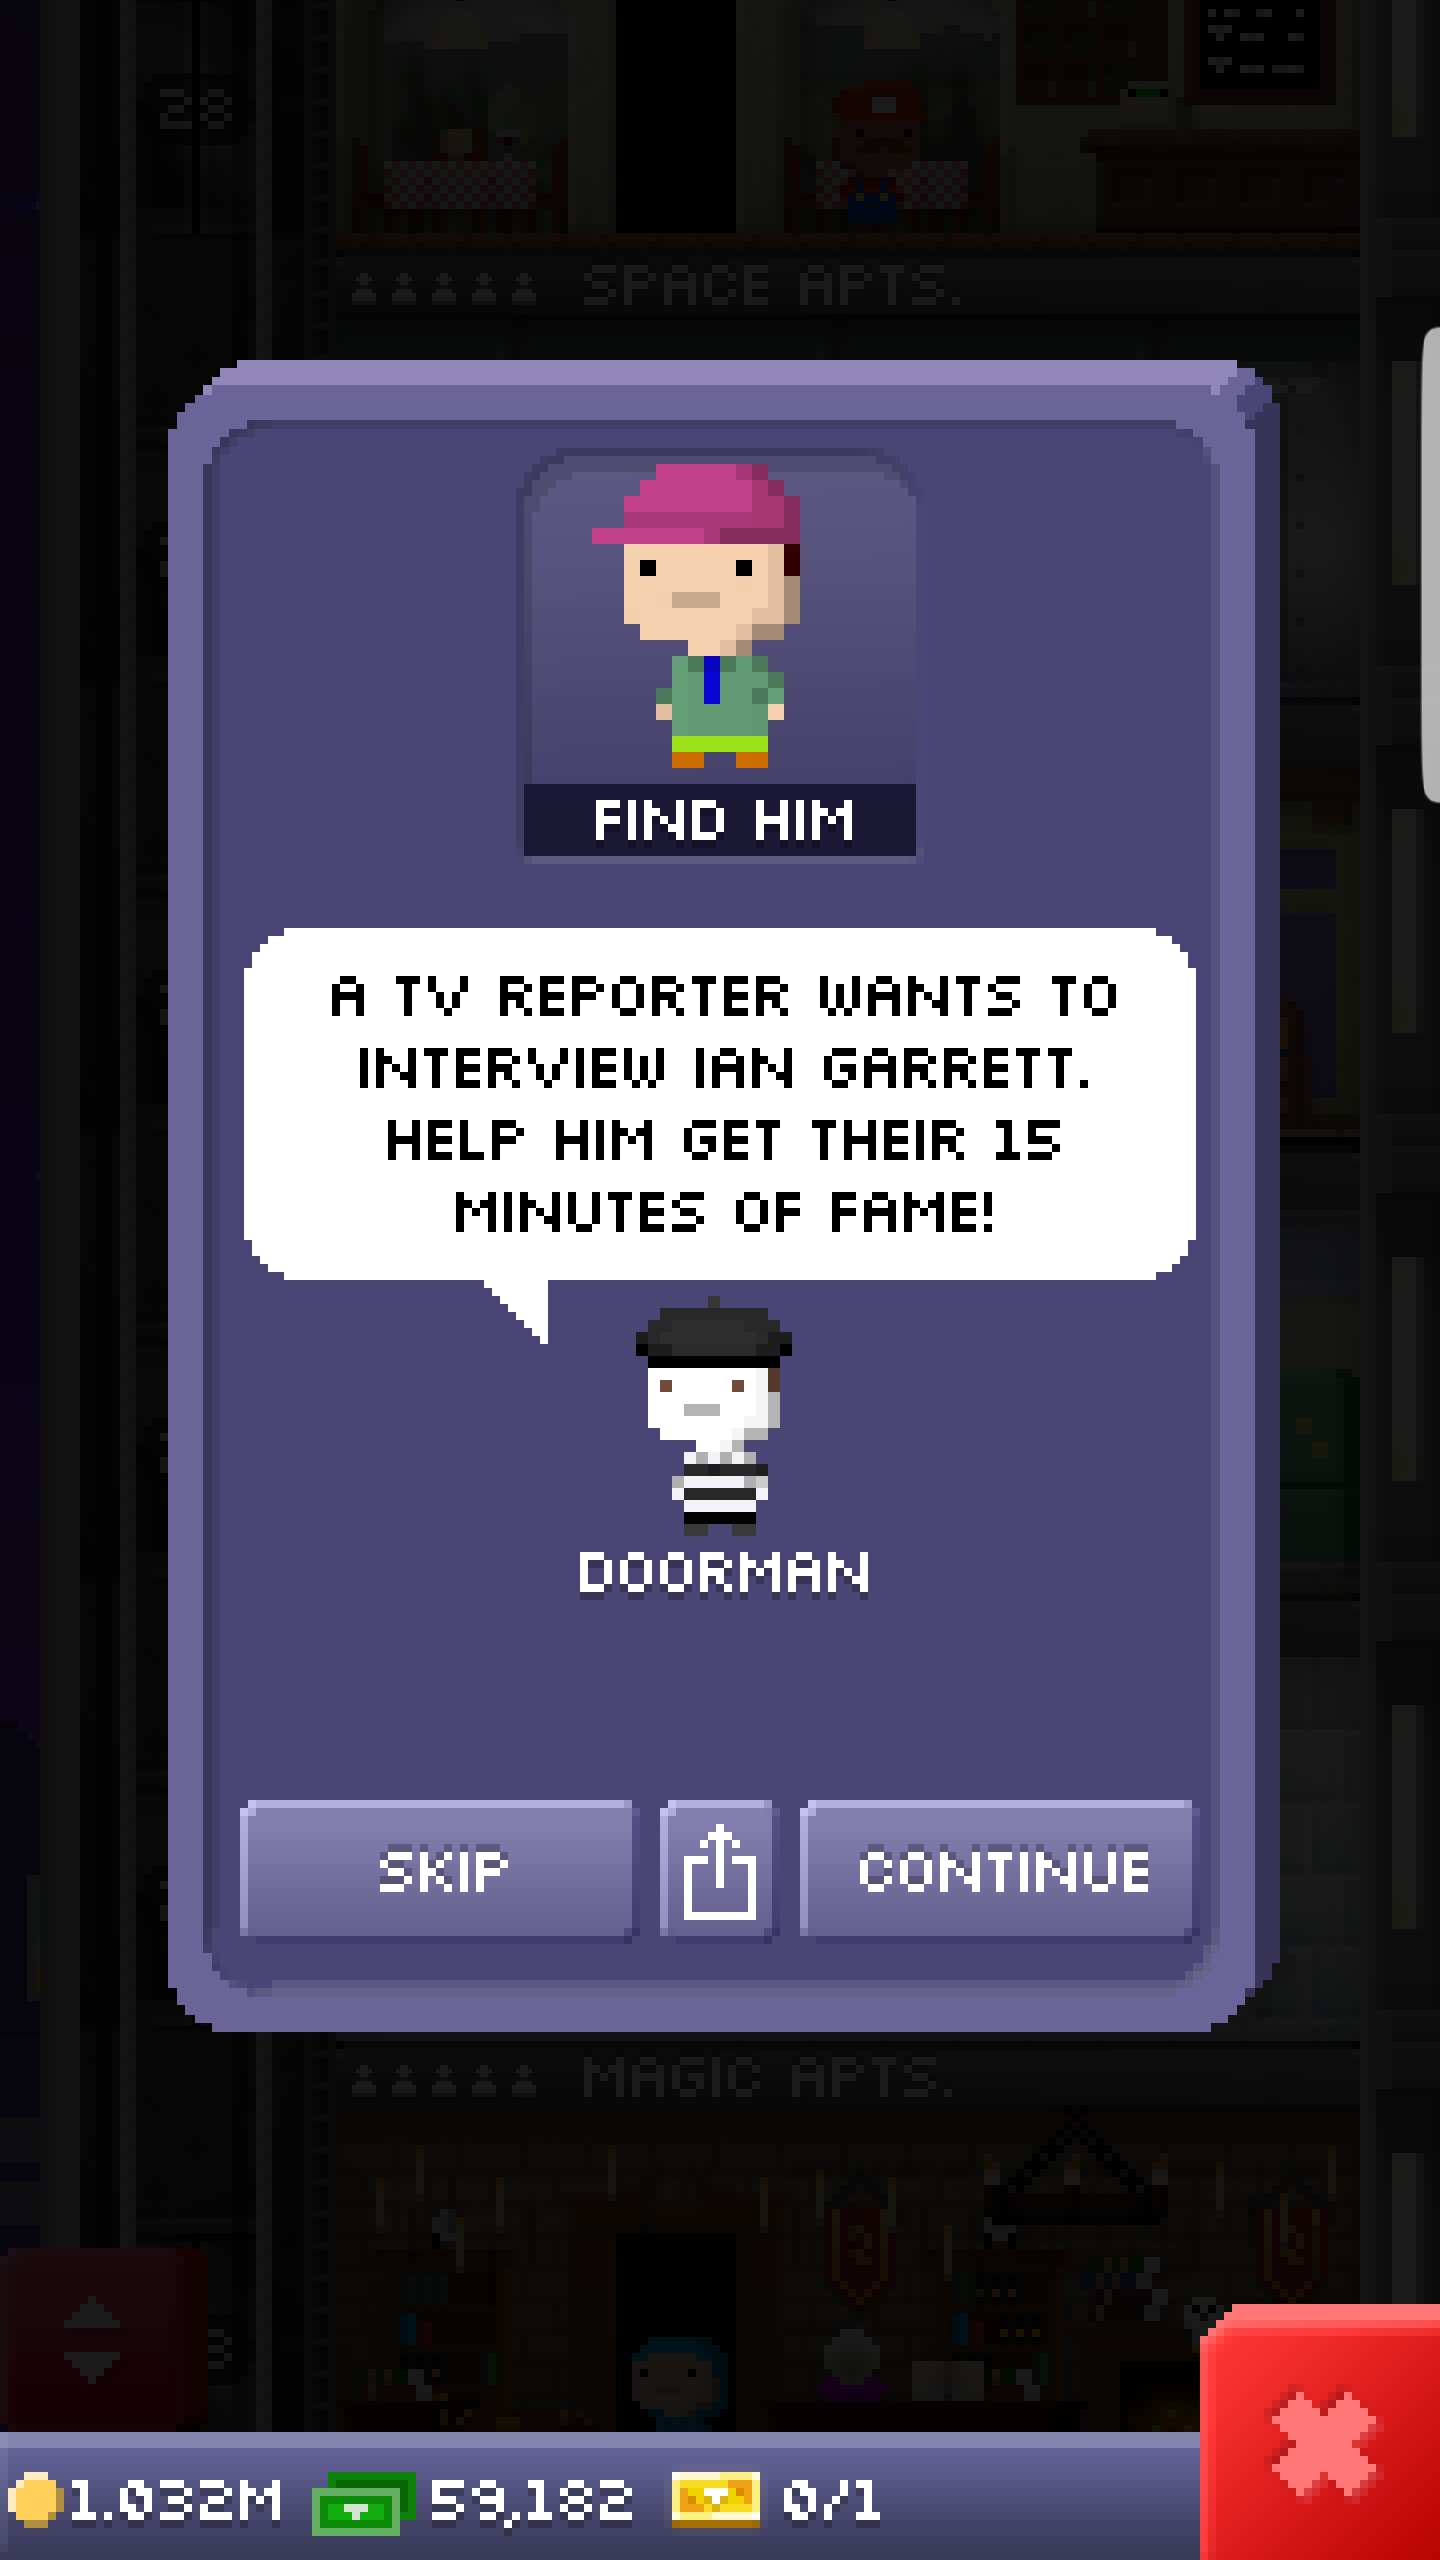 28
SPACE APTS.
FIND HIM
A TV REPORTER WANTS TO
INTERVIEW IAN GARRETT.
HELP HIM GET THEIR 15
MINUTES OF FAME!
DOORMAN
SKIP
CONTINUE
MAGIC APTS.
1.032M 59,182 0/1